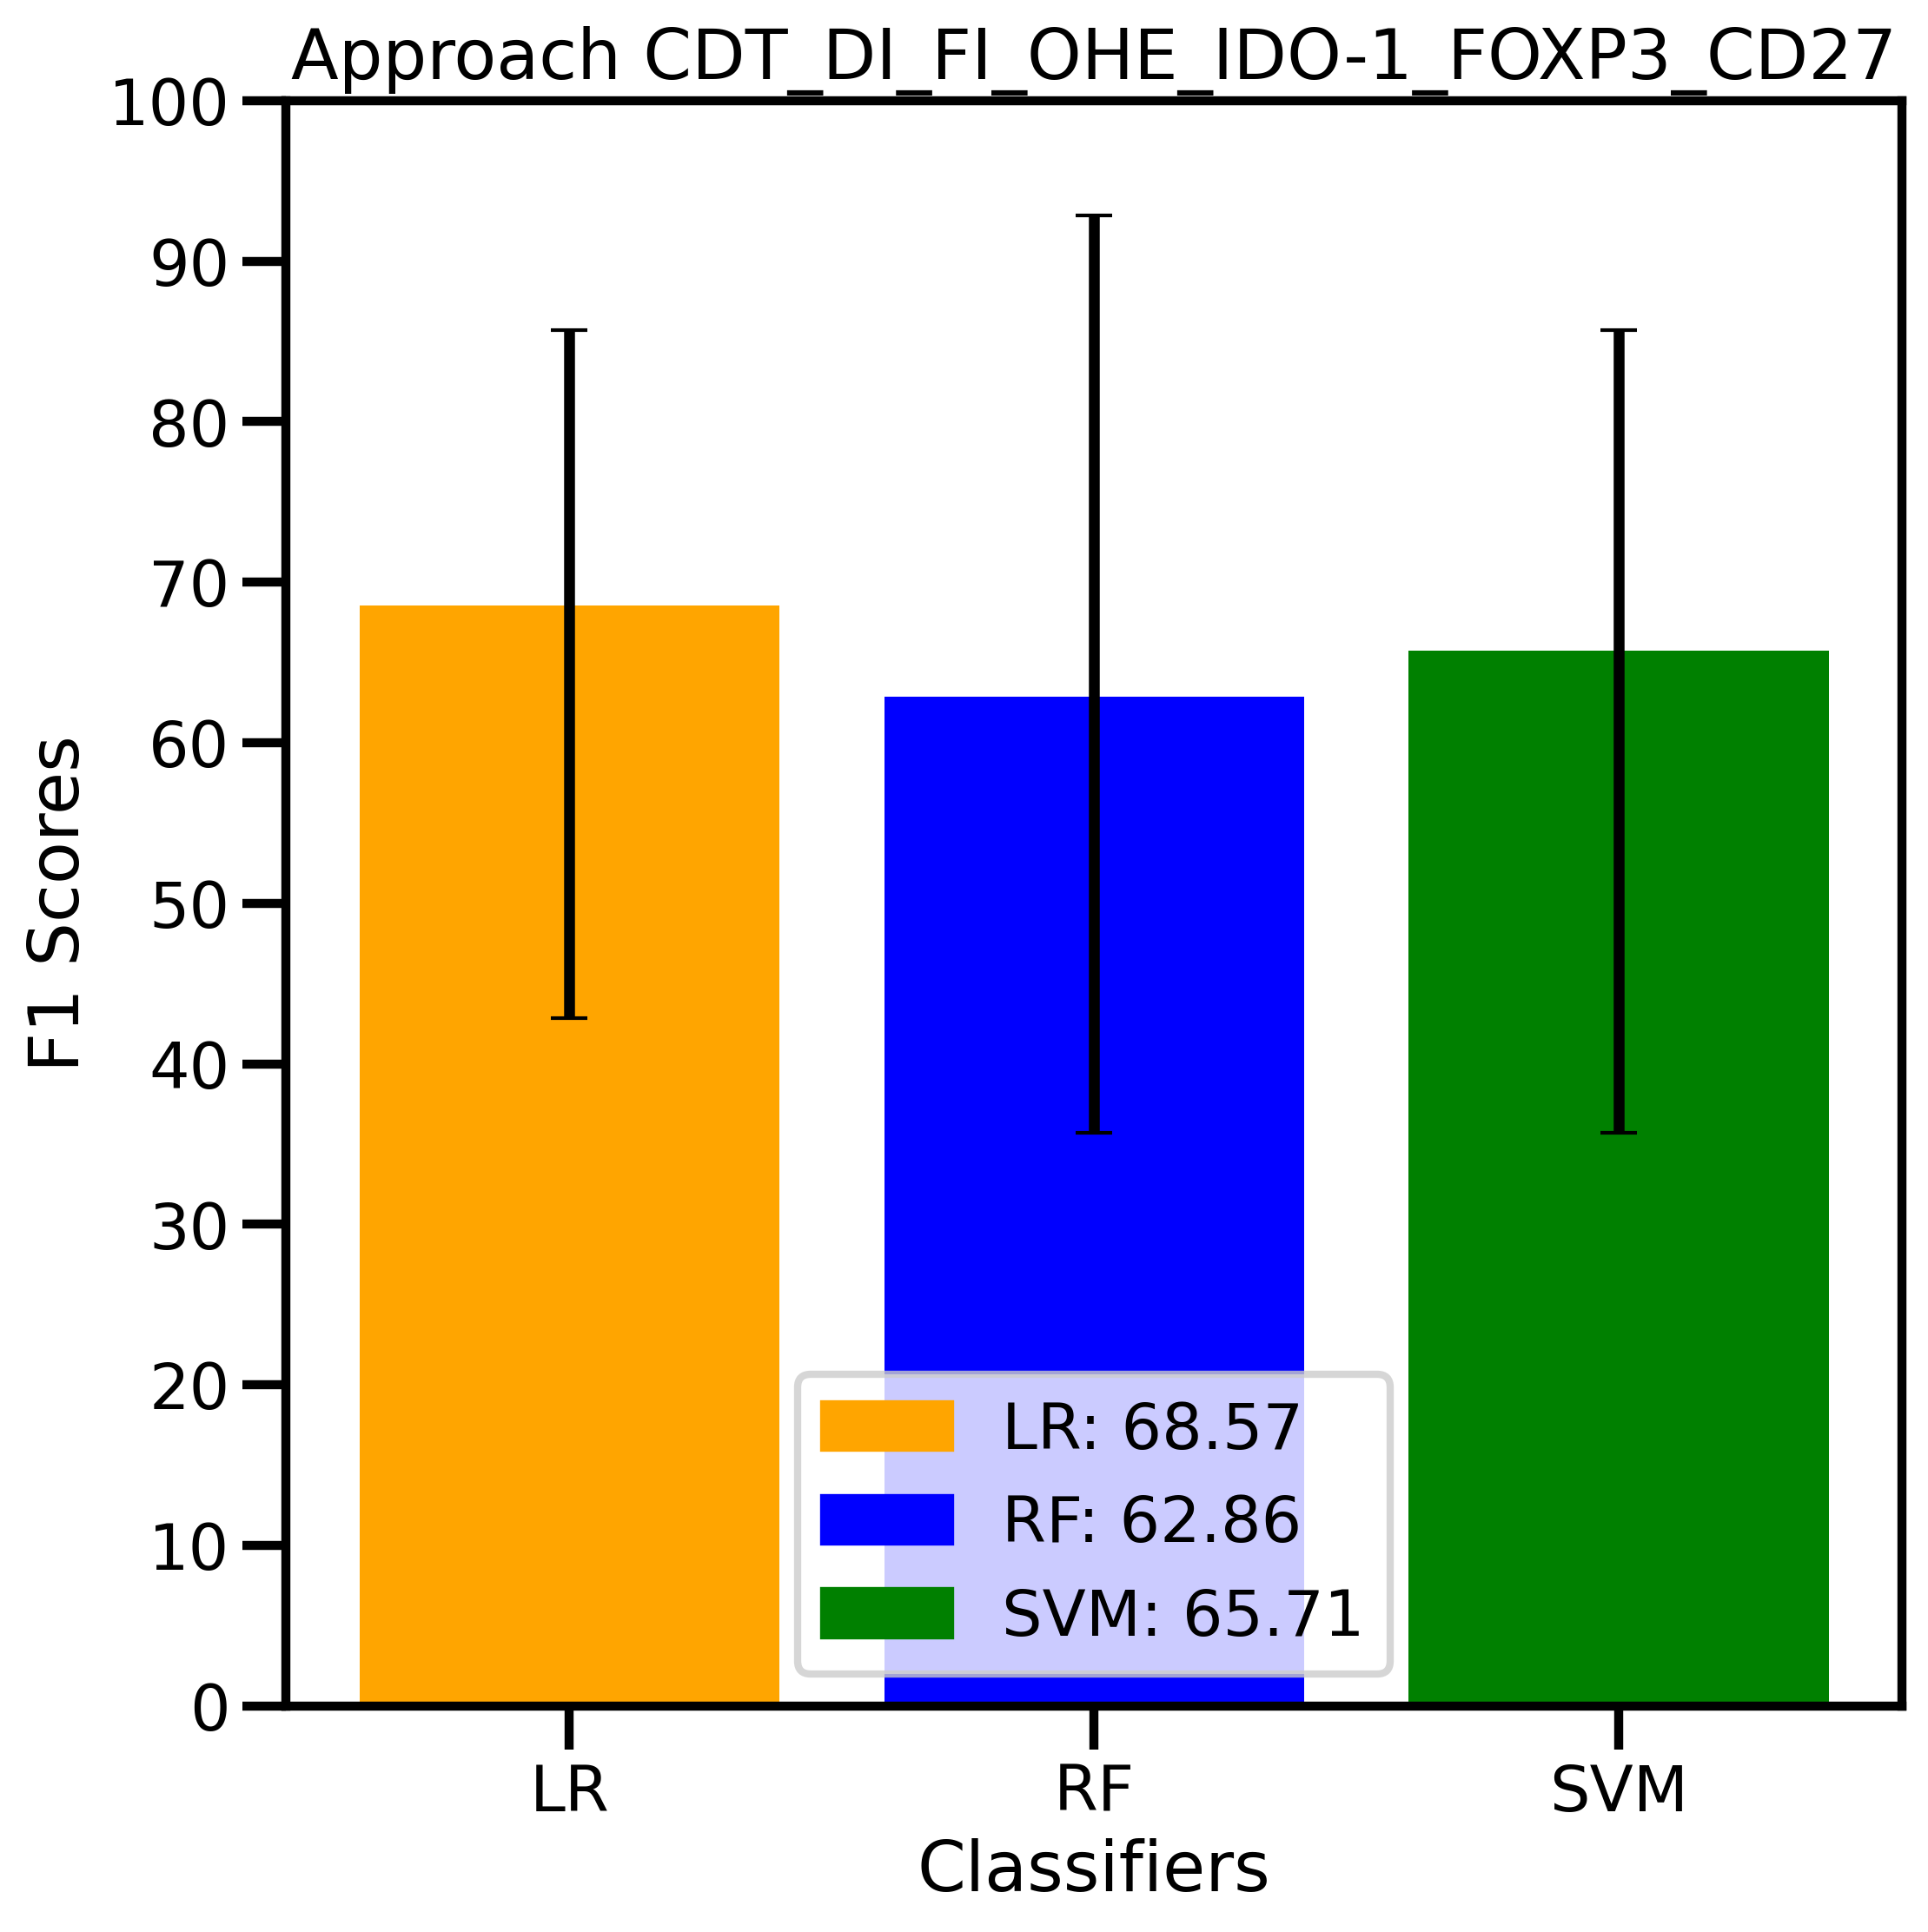 Approach CDT_DI_FI_OHE_IDO-1_FOXP3_CD27
100
90
80
70
60
50
40
30
20
10
0
F1 Scores
LR: 68.57
RF: 62.86
SVM: 65.71
LR RF SVM
Classifiers